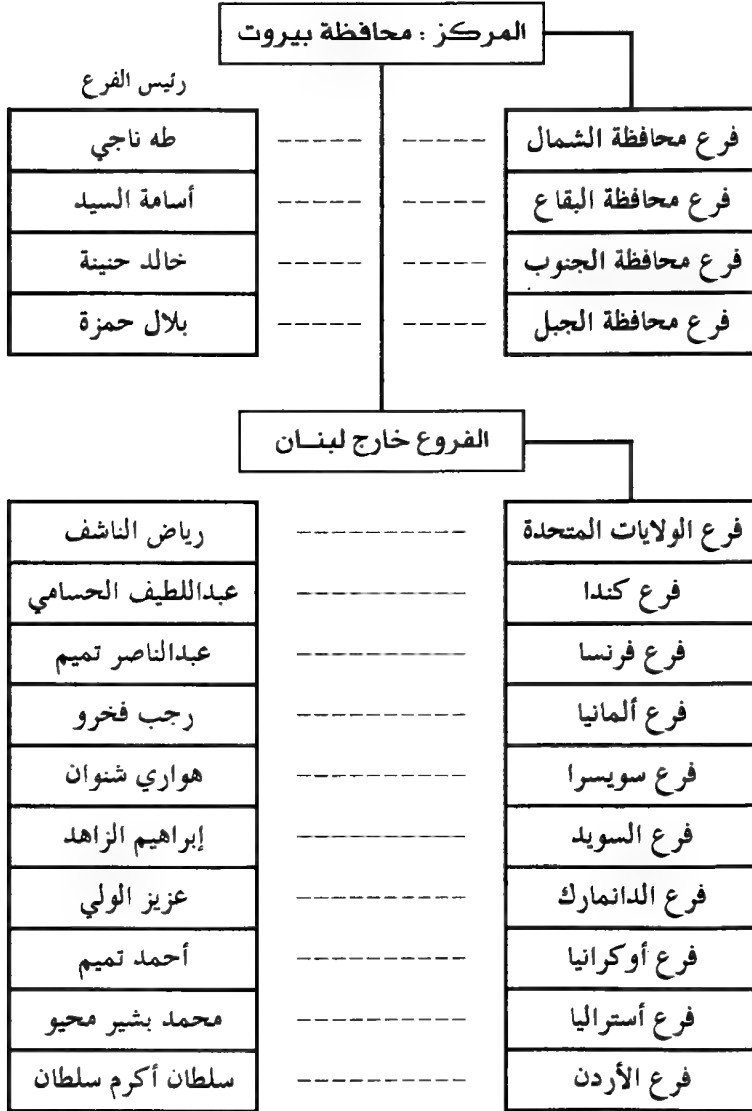 المركز : محافظة بيروت
رئيس الفرع
فرع محافظة الشمال ----- ----- طه ناجي
فرع محافظة البقاع ----- ----- أسامة السيد
فرع محافظة الجنوب ----- ----- خالد حنينة
فرع محافظة الجبل ----- ----- بلال حمزة
الفروع خارج لبنــان
فرع الولايات المتحدة --------- رياض الناشف
فرع كندا --------- عبداللطيف الحسامي
فرع فرنسا --------- عبدالناصر تميم
فرع ألمانيا --------- رجب فخرو
فرع سويسرا --------- هواري شنوان
فرع السويد --------- إبراهيم الزاهد
فرع الدانمارك --------- عزيز الولي
فرع أوكرانيا --------- أحمد تميم
فرع أستراليا --------- محمد بشير محيو
فرع الأردن --------- سلطان أكرم سلطان